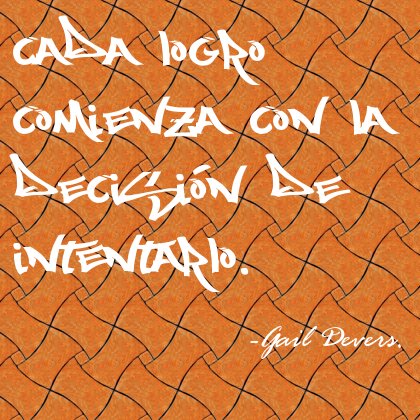 Cada logro
comienza con la
decisión de
intentarlo.
-Gail Devers.